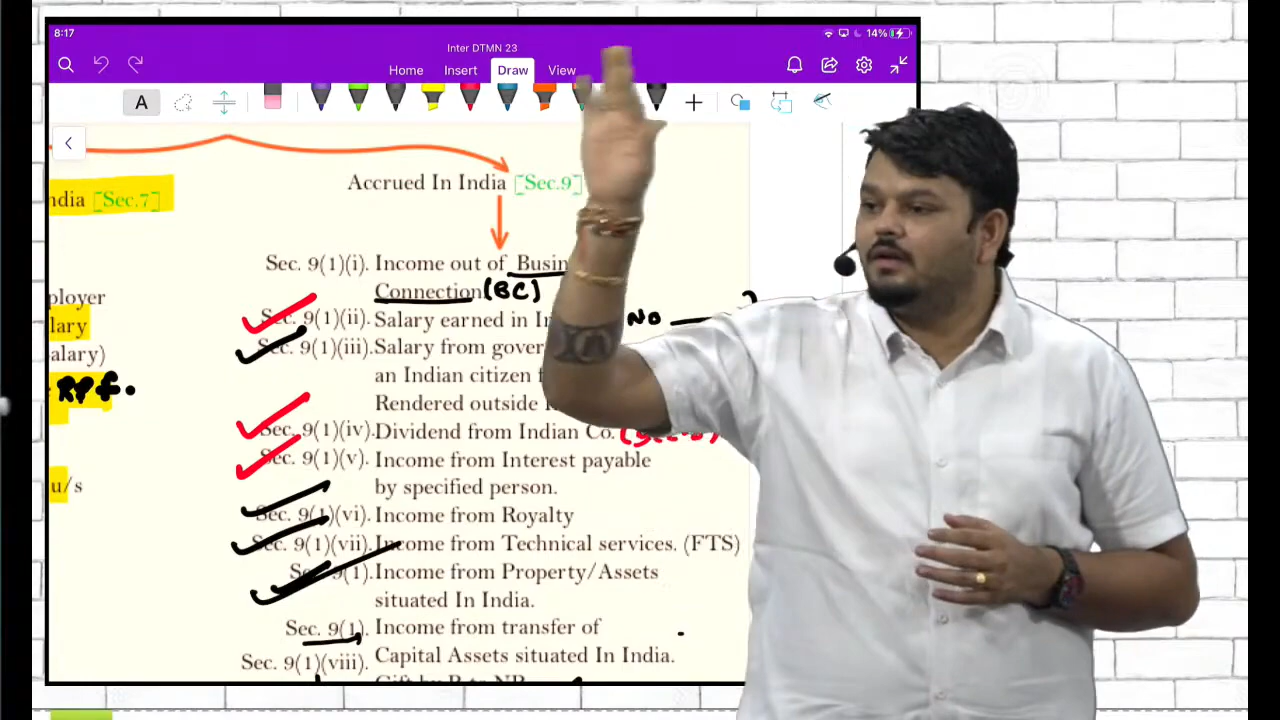 8:17
14%
Inter DTMN 23
Home Insert Draw View
A
Accrued In India [Sec.9]
ndia [Sec.7]
Sec. 9(1)(i). Income out of Busin
Connection. (BC)
ployer
Sec. 9(1)(ii). Salary earned in In NO
lary
Sec. 9(1)(iii). Salary from gover
alary)
an Indian citizen f
RPF.
Rendered outside I
Sec. 9(1)(iv). Dividend from Indian Co.
Sec. 9(1)(v). Income from Interest payable
u/s
by specified person.
Sec. 9(1)(vi). Income from Royalty
Sec. 9(1)(vii). Income from Technical services. (FTS)
Sec. 9(1). Income from Property/Assets
situated In India.
Sec. 9(1). Income from transfer of
Sec. 9(1)(viii). Capital Assets situated In India.
Gift by R to NR